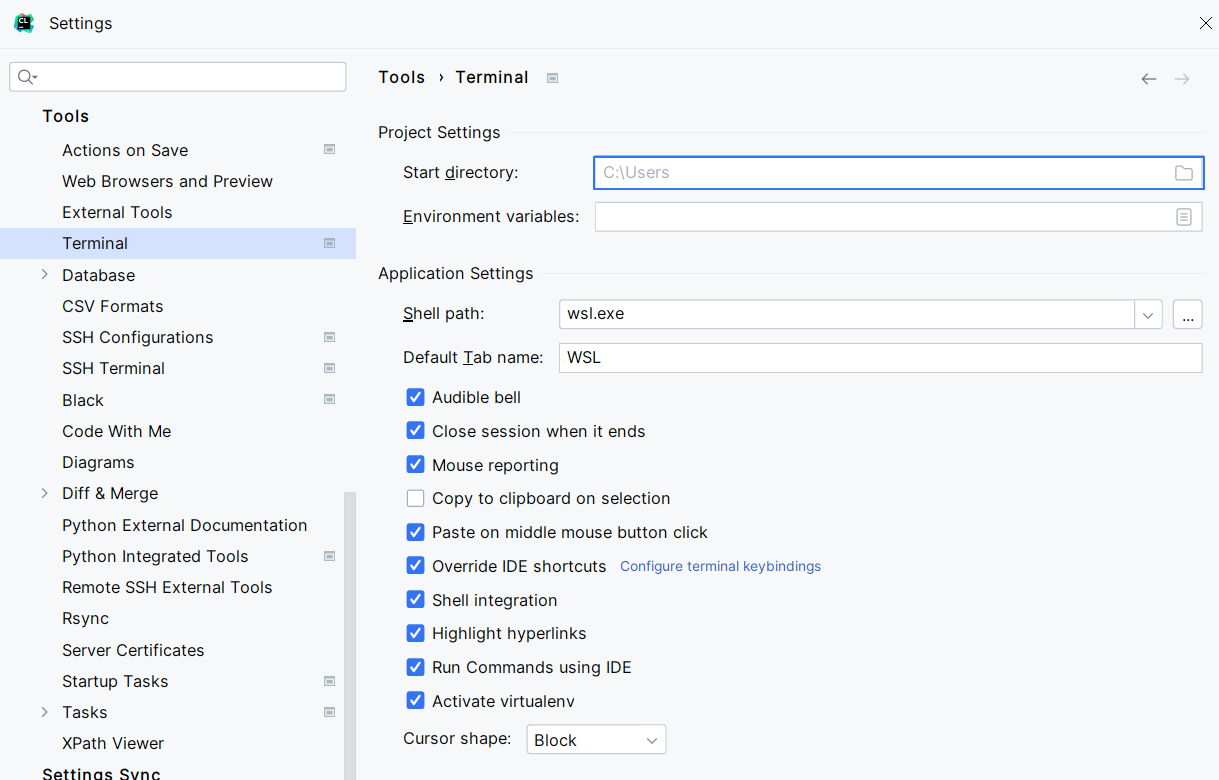 CL
Settings
Tools
Actions on Save
Web Browsers and Preview
External Tools
Terminal
Database
CSV Formats
SSH Configurations
SSH Terminal
Black
Code With Me
Diagrams
Diff & Merge
Python External Documentation
Python Integrated Tools
Remote SSH External Tools
Rsync
Server Certificates
Startup Tasks
Tasks
XPath Viewer
Settings Sync
Tools › Terminal
Project Settings
Start directory: C:\Users
Environment variables:
Application Settings
Shell path: wsl.exe ...
Default Tab name: WSL
Audible bell
Close session when it ends
Mouse reporting
Copy to clipboard on selection
Paste on middle mouse button click
Override IDE shortcuts Configure terminal keybindings
Shell integration
Highlight hyperlinks
Run Commands using IDE
Activate virtualenv
Cursor shape: Block